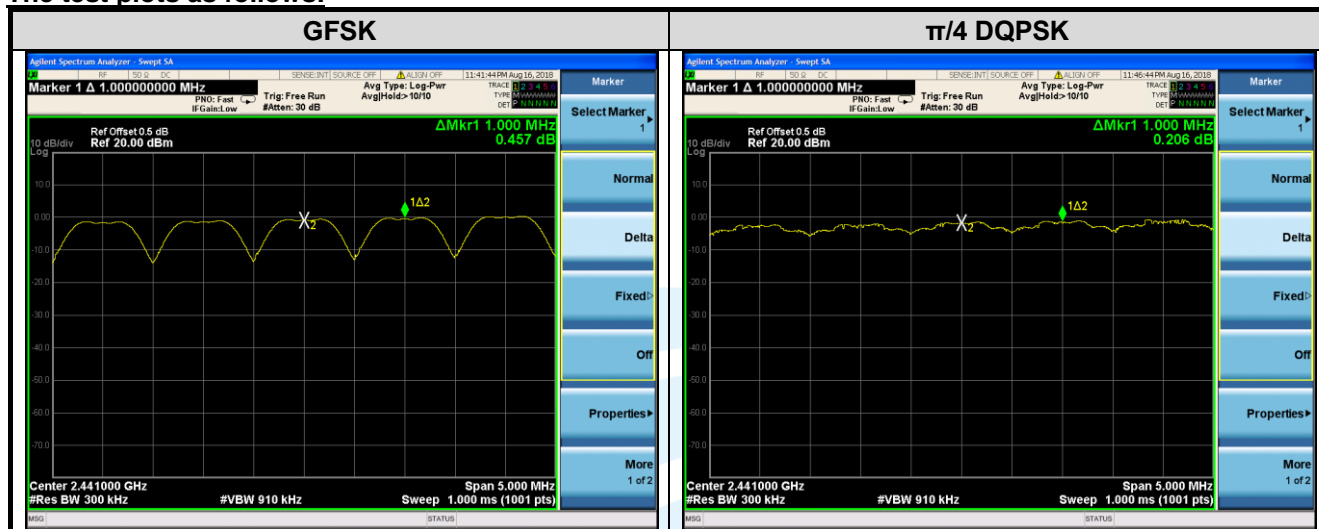 The test plots as follows:
GFSK
π/4 DQPSK
Agilent Spectrum Analyzer - Swept SA
RF 50 Ω DC SENSE:INT SOURCE OFF ALIGN OFF 11:41:44 PM Aug 16, 2018
Marker 1 Δ 1.000000000 MHz
PNO: Fast
IFGain:Low
Trig: Free Run
#Atten: 30 dB
Avg Type: Log-Pwr
Avg|Hold:>10/10
TRACE 1 2 3 4 5 6
TYPE M
DET P N N N N N
ΔMkr1 1.000 MHz
0.457 dB
Ref Offset 0.5 dB
10 dB/div Ref 20.00 dBm
Log
10.0
0.00
-10.0
-20.0
-30.0
-40.0
-50.0
-60.0
-70.0
X2
1Δ2
Center 2.441000 GHz Span 5.000 MHz
#Res BW 300 kHz #VBW 910 kHz Sweep 1.000 ms (1001 pts)
MSG STATUS
Marker
Select Marker
1
Normal
Delta
Fixed
Off
Properties
More
1 of 2
Agilent Spectrum Analyzer - Swept SA
RF 50 Ω DC SENSE:INT SOURCE OFF ALIGN OFF 11:46:44 PM Aug 16, 2018
Marker 1 Δ 1.000000000 MHz
PNO: Fast
IFGain:Low
Trig: Free Run
#Atten: 30 dB
Avg Type: Log-Pwr
Avg|Hold:>10/10
TRACE 1 2 3 4 5 6
TYPE M
DET P N N N N N
ΔMkr1 1.000 MHz
0.206 dB
Ref Offset 0.5 dB
10 dB/div Ref 20.00 dBm
Log
10.0
0.00
-10.0
-20.0
-30.0
-40.0
-50.0
-60.0
-70.0
X2
1Δ2
Center 2.441000 GHz Span 5.000 MHz
#Res BW 300 kHz #VBW 910 kHz Sweep 1.000 ms (1001 pts)
MSG STATUS
Marker
Select Marker
1
Normal
Delta
Fixed
Off
Properties
More
1 of 2